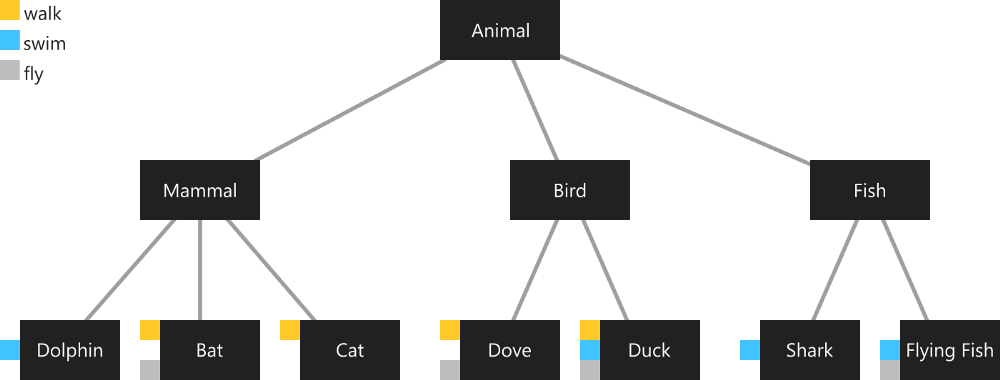 walk
swim
fly
Animal
Mammal
Bird
Fish
Dolphin
Bat
Cat
Dove
Duck
Shark
Flying Fish